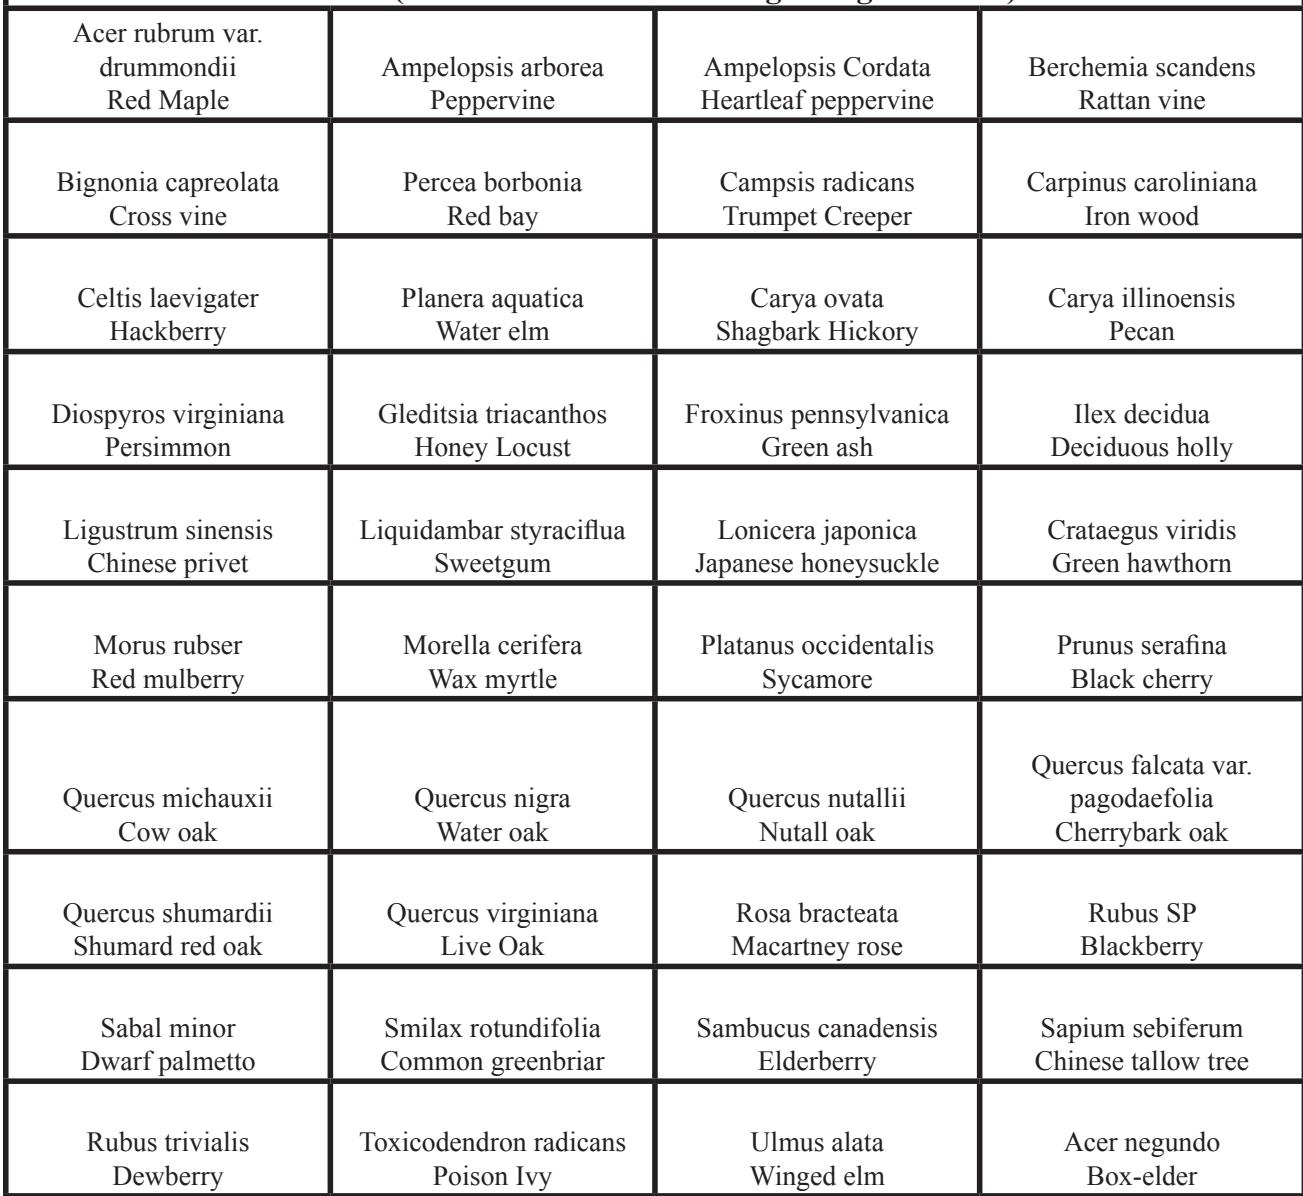 Acer rubrum var.
drummondii
Red Maple
Ampelopsis arborea
Peppervine
Ampelopsis Cordata
Heartleaf peppervine
Berchemia scandens
Rattan vine
Bignonia capreolata
Cross vine
Percea borbonia
Red bay
Campsis radicans
Trumpet Creeper
Carpinus caroliniana
Iron wood
Celtis laevigater
Hackberry
Planera aquatica
Water elm
Carya ovata
Shagbark Hickory
Carya illinoensis
Pecan
Diospyros virginiana
Persimmon
Gleditsia triacanthos
Honey Locust
Froxinus pennsylvanica
Green ash
Ilex decidua
Deciduous holly
Ligustrum sinensis
Chinese privet
Liquidambar styraciflua
Sweetgum
Lonicera japonica
Japanese honeysuckle
Crataegus viridis
Green hawthorn
Morus rubser
Red mulberry
Morella cerifera
Wax myrtle
Platanus occidentalis
Sycamore
Prunus serafina
Black cherry
Quercus michauxii
Cow oak
Quercus nigra
Water oak
Quercus nutallii
Nutall oak
Quercus falcata var.
pagodaefolia
Cherrybark oak
Quercus shumardii
Shumard red oak
Quercus virginiana
Live Oak
Rosa bracteata
Macartney rose
Rubus SP
Blackberry
Sabal minor
Dwarf palmetto
Smilax rotundifolia
Common greenbriar
Sambucus canadensis
Elderberry
Sapium sebiferum
Chinese tallow tree
Rubus trivialis
Dewberry
Toxicodendron radicans
Poison Ivy
Ulmus alata
Winged elm
Acer negundo
Box-elder